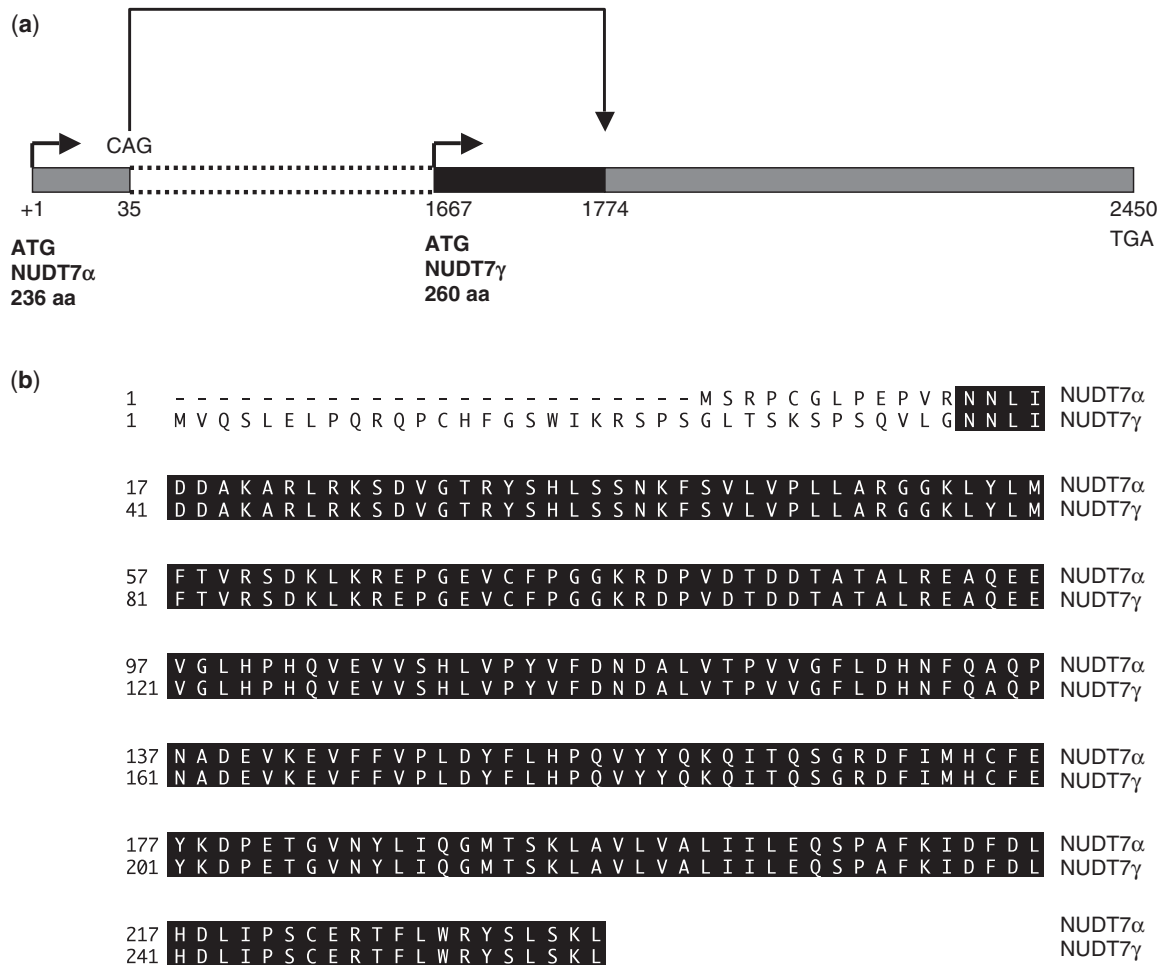 (a)
CAG
+1 35 1667 1774 2450
ATG ATG TGA
NUDT7α NUDT7γ
236 aa 260 aa
(b)
1 - - - - - - - - - - - - - - - - - - - - - - - - M S R P C G L P E P V R N N L I NUDT7α
1 M V Q S L E L P Q R Q P C H F G S W I K R S P S G L T S K S P S Q V L G N N L I NUDT7γ
17 D D A K A R L R K S D V G T R Y S H L S S N K F S V L V P L L A R G G K L Y L M NUDT7α
41 D D A K A R L R K S D V G T R Y S H L S S N K F S V L V P L L A R G G K L Y L M NUDT7γ
57 F T V R S D K L K R E P G E V C F P G G K R D P V D T D D T A T A L R E A Q E E NUDT7α
81 F T V R S D K L K R E P G E V C F P G G K R D P V D T D D T A T A L R E A Q E E NUDT7γ
97 V G L H P H Q V E V V S H L V P Y V F D N D A L V T P V V G F L D H N F Q A Q P NUDT7α
121 V G L H P H Q V E V V S H L V P Y V F D N D A L V T P V V G F L D H N F Q A Q P NUDT7γ
137 N A D E V K E V F F V P L D Y F L H P Q V Y Y Q K Q I T Q S G R D F I M H C F E NUDT7α
161 N A D E V K E V F F V P L D Y F L H P Q V Y Y Q K Q I T Q S G R D F I M H C F E NUDT7γ
177 Y K D P E T G V N Y L I Q G M T S K L A V L V A L I I L E Q S P A F K I D F D L NUDT7α
201 Y K D P E T G V N Y L I Q G M T S K L A V L V A L I I L E Q S P A F K I D F D L NUDT7γ
217 H D L I P S C E R T F L W R Y S L S K L NUDT7α
241 H D L I P S C E R T F L W R Y S L S K L NUDT7γ